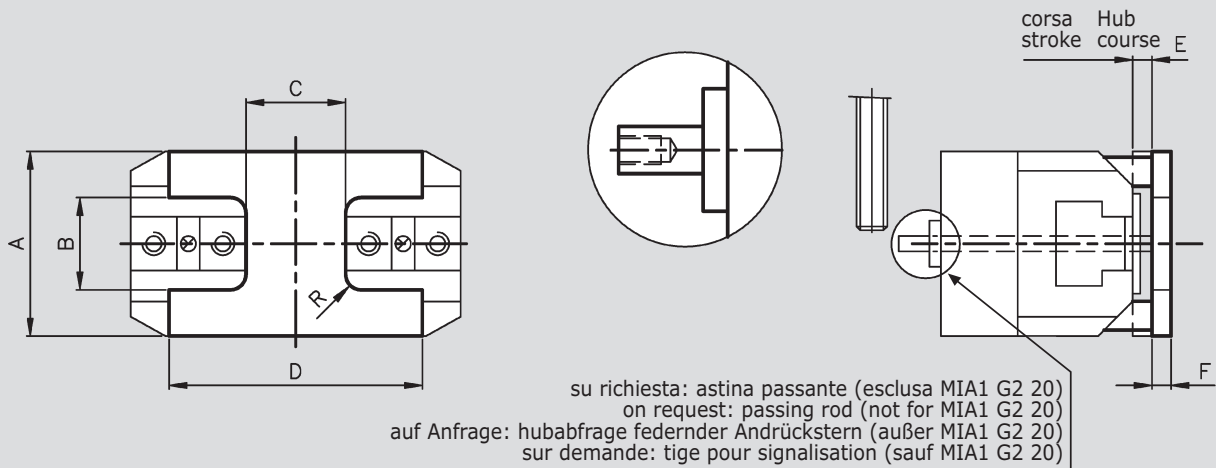 corsa Hub
stroke course E
C
A
B
R
D
F
su richiesta: astina passante (esclusa MIA1 G2 20)
on request: passing rod (not for MIA1 G2 20)
auf Anfrage: hubabfrage federnder Andrückstern (außer MIA1 G2 20)
sur demande: tige pour signalisation (sauf MIA1 G2 20)